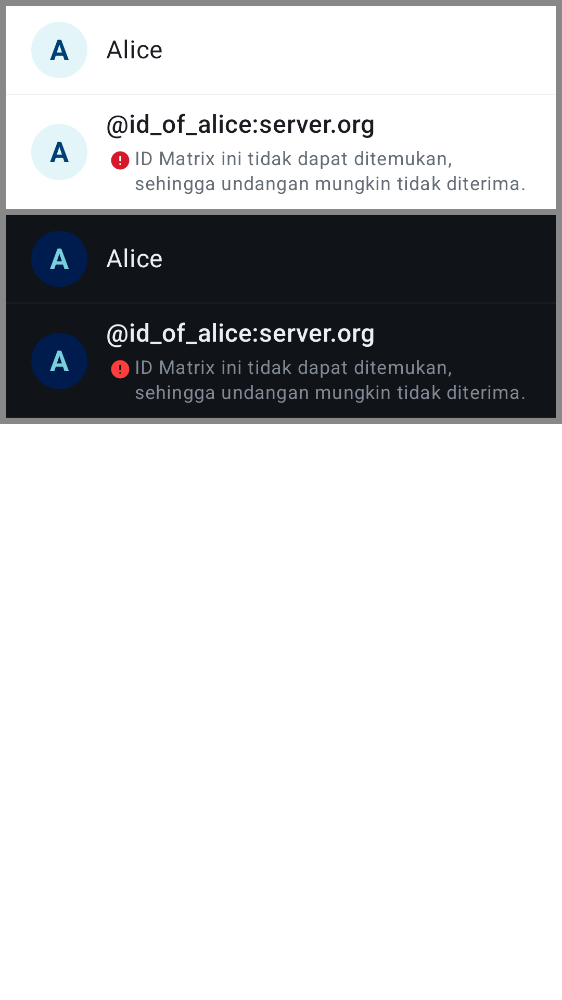 A
Alice
A
@id_of_alice:server.org
ID Matrix ini tidak dapat ditemukan,
sehingga undangan mungkin tidak diterima.
A
Alice
A
@id_of_alice:server.org
ID Matrix ini tidak dapat ditemukan,
sehingga undangan mungkin tidak diterima.